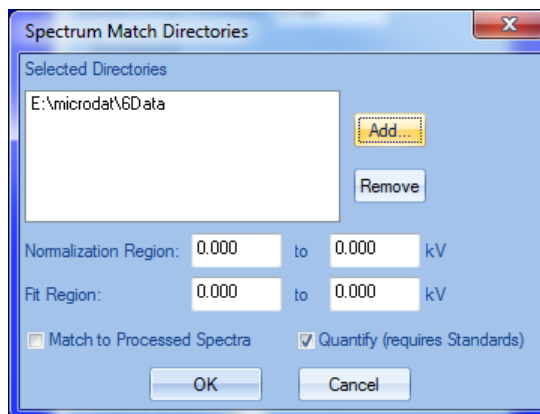 Spectrum Match Directories
Selected Directories
E:\microdat\6Data
Add...
Remove
Normalization Region: 0.000 to 0.000 kV
Fit Region: 0.000 to 0.000 kV
Match to Processed Spectra Quantify (requires Standards)
OK Cancel